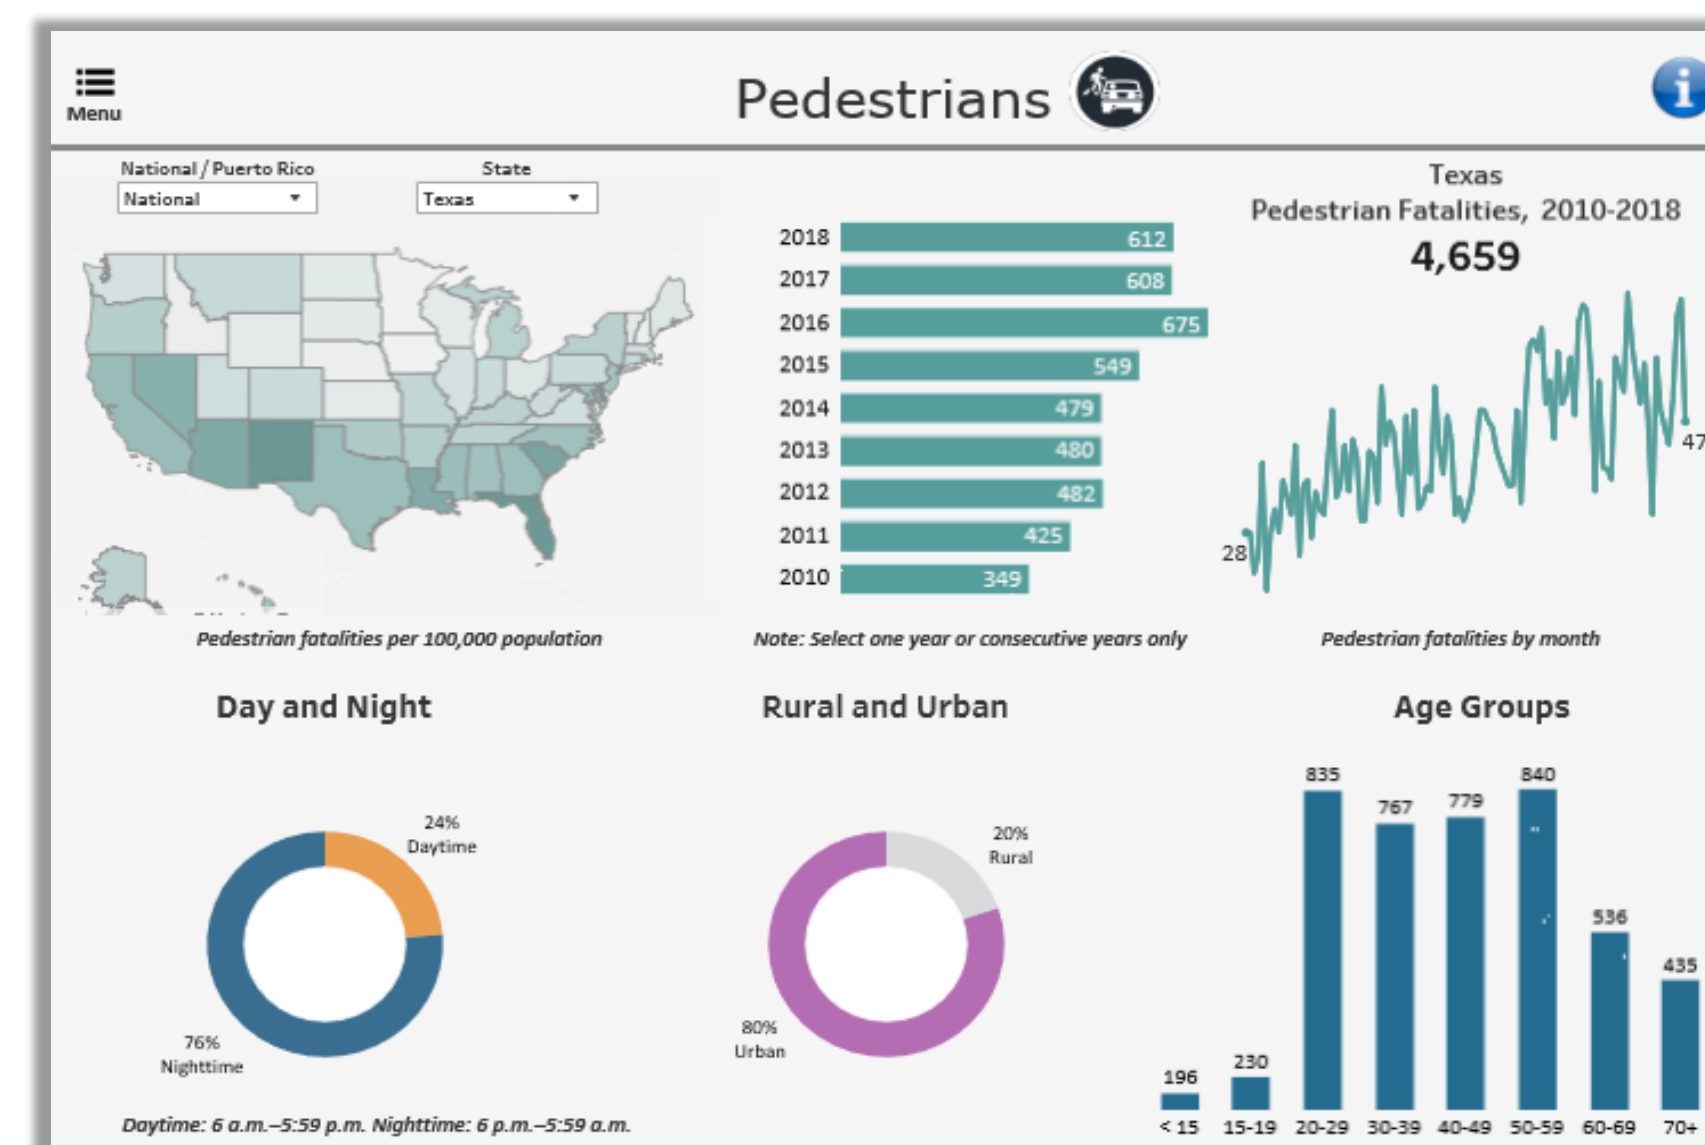 Menu
Pedestrians
i
National / Puerto Rico
State
National
Texas
2018 612
2017 608
2016 675
2015 549
2014 479
2013 480
2012 482
2011 425
2010 349
Texas
Pedestrian Fatalities, 2010-2018
4,659
28
47
Pedestrian fatalities per 100,000 population
Note: Select one year or consecutive years only
Pedestrian fatalities by month
Day and Night
24%
Daytime
76%
Nighttime
Daytime: 6 a.m.–5:59 p.m. Nighttime: 6 p.m.–5:59 a.m.
Rural and Urban
20%
Rural
80%
Urban
Age Groups
196
230
835
767
779
840
536
435
< 15 15-19 20-29 30-39 40-49 50-59 60-69 70+